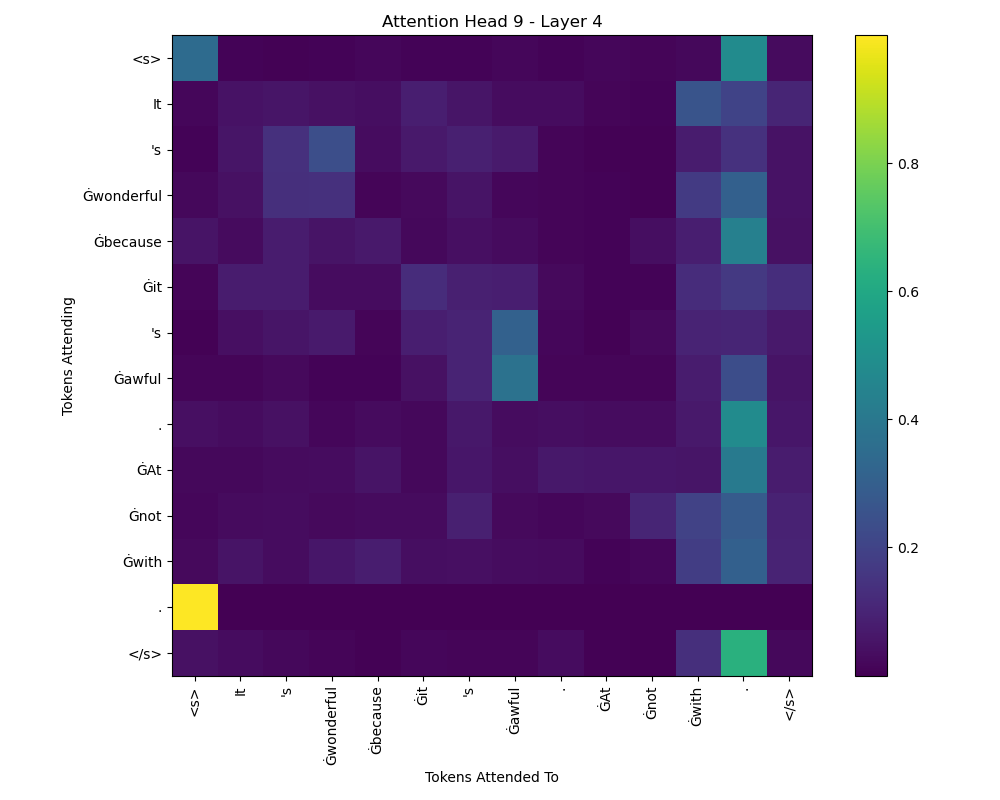 Attention Head 9 - Layer 4
<s>
It
's
Ġwonderful
Ġbecause
Ġit
's
Ġawful
.
ĠAt
Ġnot
Ġwith
.
</s>
Tokens Attending
<s>
It
's
Ġwonderful
Ġbecause
Ġit
's
Ġawful
.
ĠAt
Ġnot
Ġwith
.
</s>
Tokens Attended To
0.8
0.6
0.4
0.2